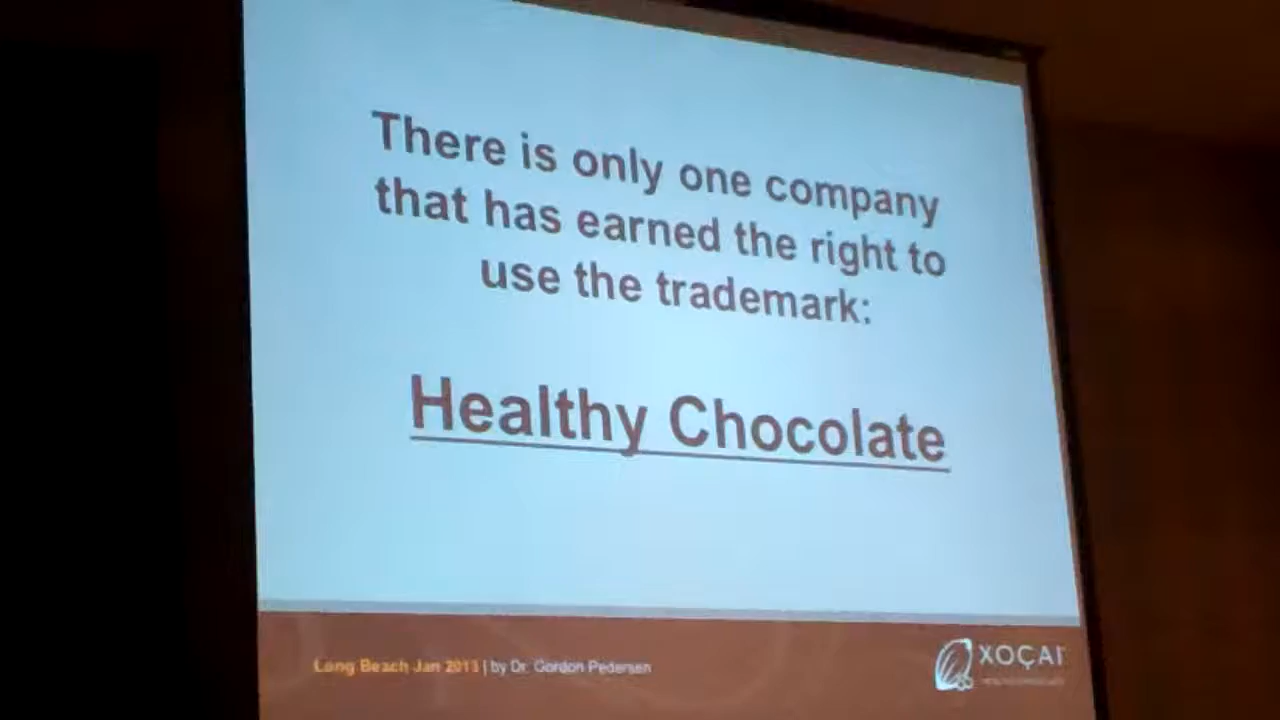 There is only one company
that has earned the right to
use the trademark:
Healthy Chocolate
Long Beach Jan 2013 | by Dr. Gordon Pedersen
XOÇAI